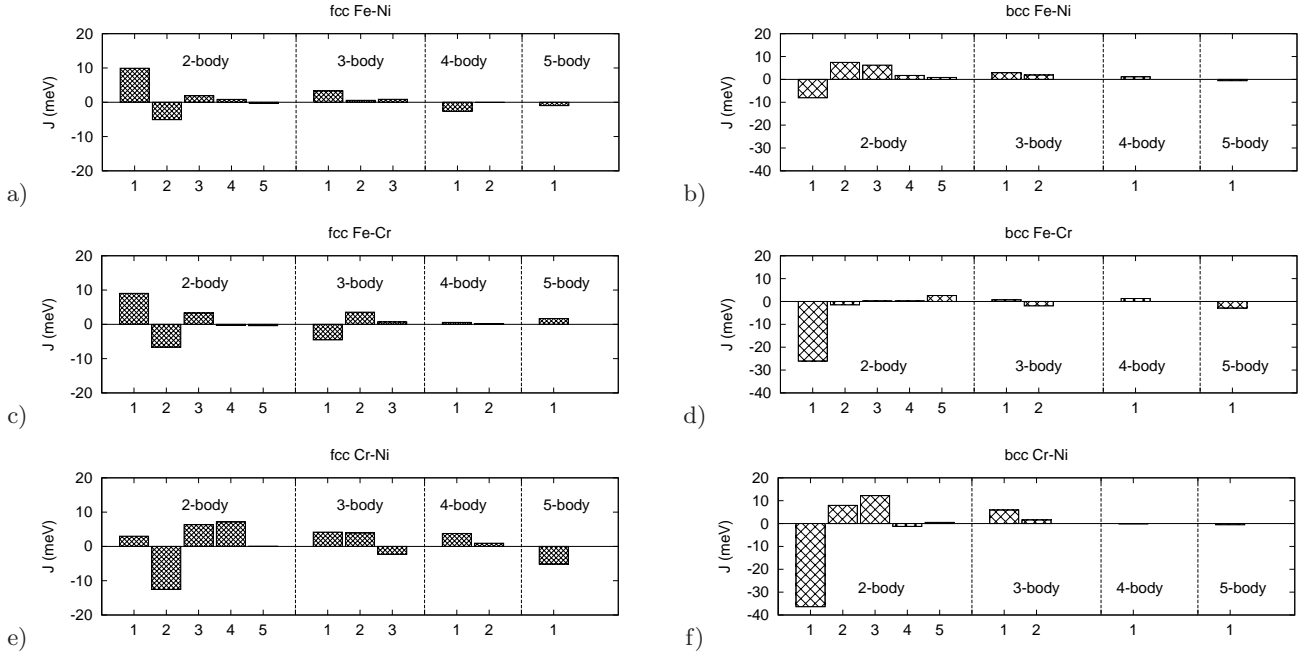 fcc Fe-Ni
20
10
0
-10
-20
J (meV)
2-body 3-body 4-body 5-body
1 2 3 4 5 1 2 3 1 2 1
a)
bcc Fe-Ni
20
10
0
-10
-20
-30
-40
J (meV)
2-body 3-body 4-body 5-body
1 2 3 4 5 1 2 1 1
b)
fcc Fe-Cr
20
10
0
-10
-20
J (meV)
2-body 3-body 4-body 5-body
1 2 3 4 5 1 2 3 1 2 1
c)
bcc Fe-Cr
20
10
0
-10
-20
-30
-40
J (meV)
2-body 3-body 4-body 5-body
1 2 3 4 5 1 2 1 1
d)
fcc Cr-Ni
20
10
0
-10
-20
J (meV)
2-body 3-body 4-body 5-body
1 2 3 4 5 1 2 3 1 2 1
e)
bcc Cr-Ni
20
10
0
-10
-20
-30
-40
J (meV)
2-body 3-body 4-body 5-body
1 2 3 4 5 1 2 1 1
f)